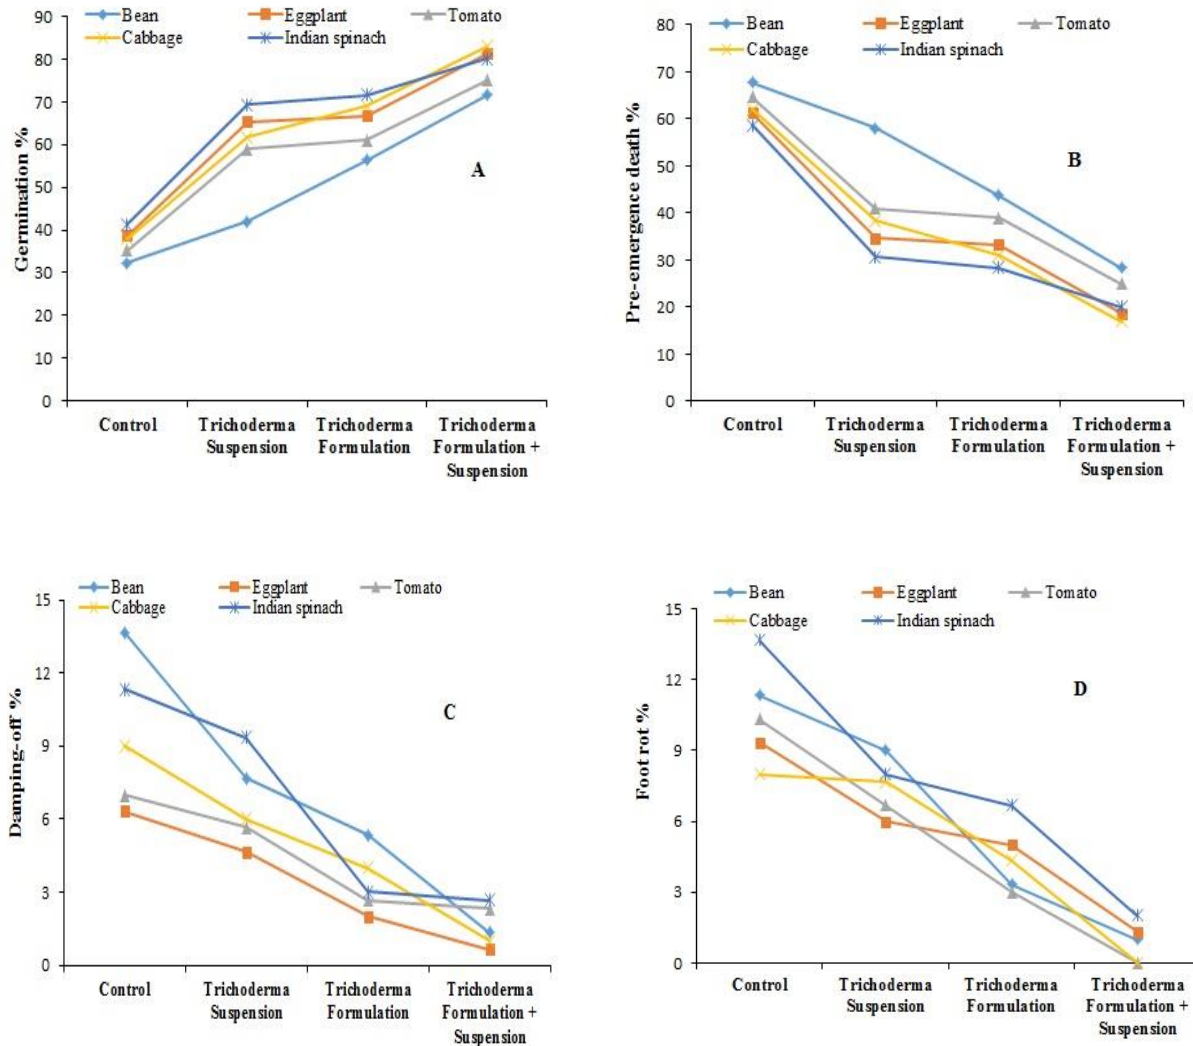 Bean Eggplant Tomato
Cabbage Indian spinach
90
80
70
60
50
40
30
20
10
0
Germination %
A
Control Trichoderma Trichoderma Trichoderma
Suspension Formulation Formulation +
Suspension
80
70
60
50
40
30
20
10
0
Bean Eggplant Tomato
Cabbage Indian spinach
Pre-emergence death %
B
Control Trichoderma Trichoderma Trichoderma
Suspension Formulation Formulation +
Suspension
Bean Eggplant Tomato
Cabbage Indian spinach
15
12
9
6
3
0
Damping-off %
C
Control Trichoderma Trichoderma Trichoderma
Suspension Formulation Formulation +
Suspension
Bean Eggplant Tomato
Cabbage Indian spinach
15
12
9
6
3
0
Foot rot %
D
Control Trichoderma Trichoderma Trichoderma
Suspension Formulation Formulation +
Suspension